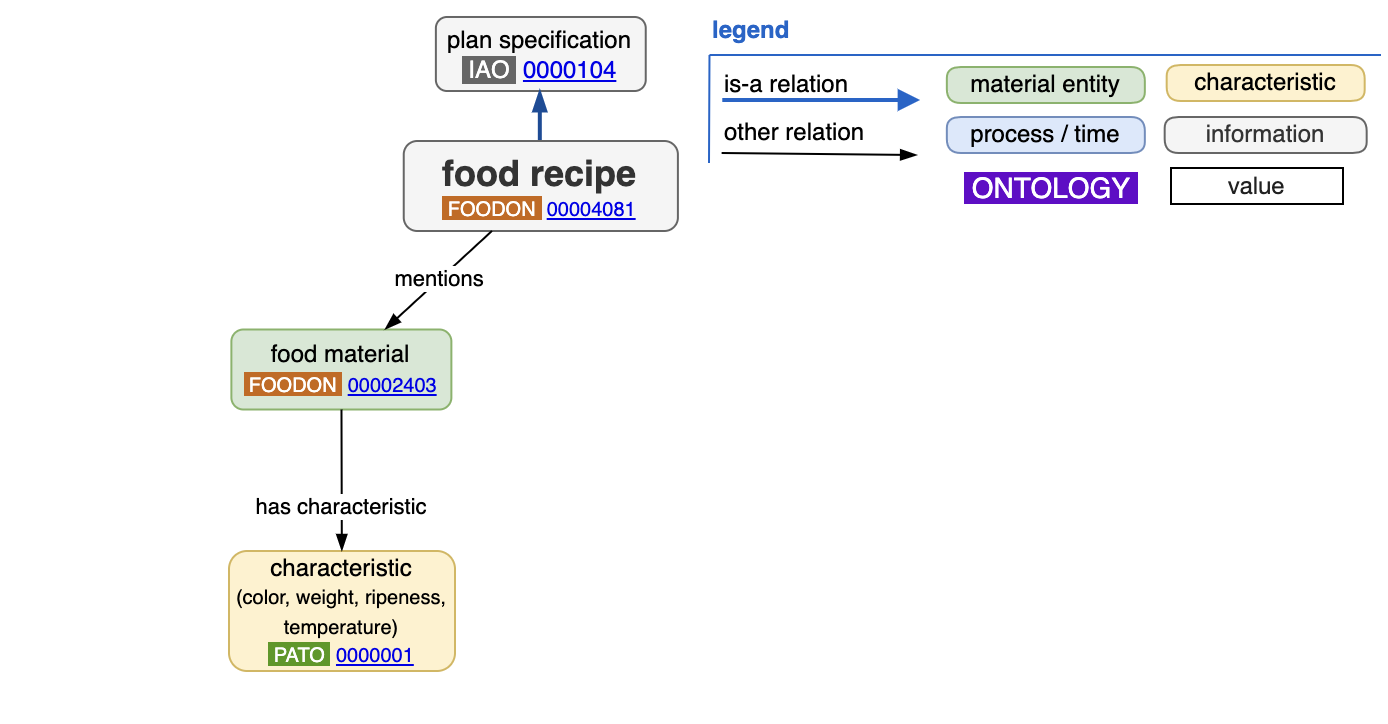 plan specification
IAO 0000104
food recipe
FOODON 00004081
mentions
food material
FOODON 00002403
has characteristic
characteristic
(color, weight, ripeness,
temperature)
PATO 0000001
legend
is-a relation
material entity
characteristic
other relation
process / time
information
ONTOLOGY
value